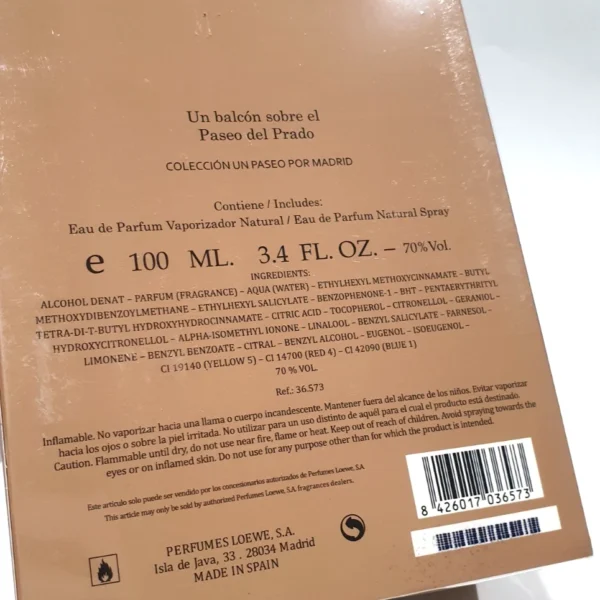 Un balcón sobre el
Paseo del Prado
COLECCIÓN UN PASEO POR MADRID
Contiene / Includes:
Eau de Parfum Vaporizador Natural / Eau de Parfum Natural Spray
e 100 ML. 3.4 FL. OZ. – 70%Vol.
INGREDIENTS:
ALCOHOL DENAT – PARFUM (FRAGRANCE) – AQUA (WATER) – ETHYLHEXYL METHOXYCINNAMATE – BUTYL
METHOXYDIBENZOYLMETHANE – ETHYLHEXYL SALICYLATE – BENZOPHENONE-1 – BHT – PENTAERYTHRITYL
TETRA-DI-T-BUTYL HYDROXYHYDROCINNAMATE – CITRIC ACID – TOCOPHEROL – CITRONELLOL – GERANIOL –
HYDROXYCITRONELLOL – ALPHA-ISOMETHYL IONONE – LINALOOL – BENZYL SALICYLATE – FARNESOL –
LIMONENE – BENZYL BENZOATE – CITRAL – BENZYL ALCOHOL – EUGENOL – ISOEUGENOL –
CI 19140 (YELLOW 5) – CI 14700 (RED 4) – CI 42090 (BLUE 1)
70 % VOL.
Ref.: 36.573
Inflamable. No vaporizar hacia una llama o cuerpo incandescente. Mantener fuera del alcance de los niños. Evitar vaporizar
hacia los ojos o sobre la piel irritada. No utilizar para un uso distinto de aquél para el cual el producto está destinado.
Caution. Flammable until dry, do not use near fire, flame or heat. Keep out of reach of children. Avoid spraying towards the
eyes or on inflamed skin. Do not use for any purpose other than for which the product is intended.
Este artículo solo puede ser vendido por los concesionarios autorizados de Perfumes Loewe, S.A
This article may only be sold by authorized Perfumes Loewe, S.A. fragrances dealers.
PERFUMES LOEWE, S.A.
Isla de Java, 33 . 28034 Madrid
MADE IN SPAIN
8 426017 036573